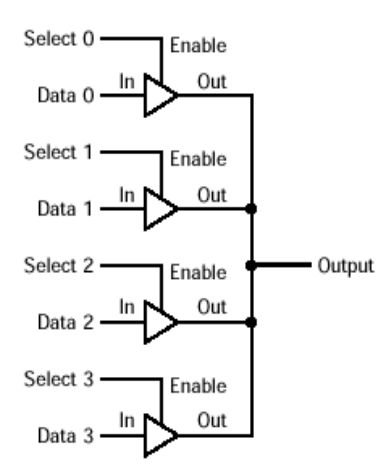 Select 0
Enable
Data 0 In Out
Select 1
Enable
Data 1 In Out
Select 2
Output
Enable
Data 2 In Out
Select 3
Enable
Data 3 In Out